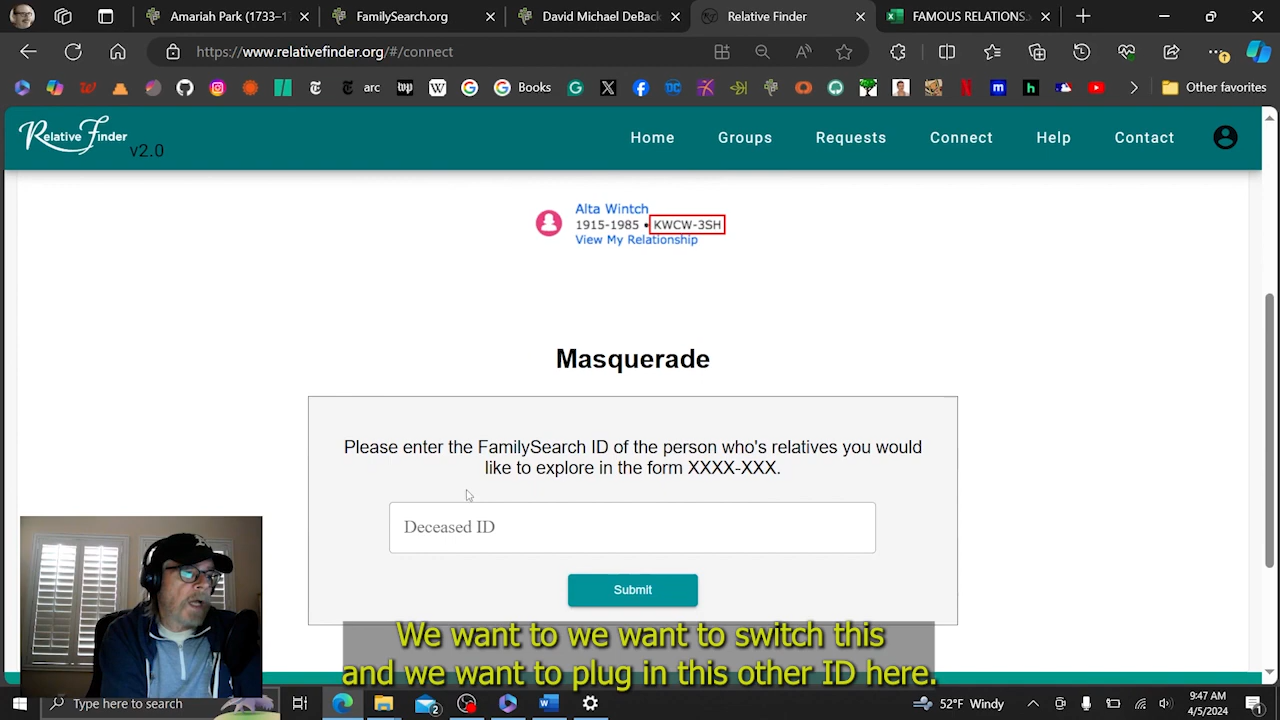 Amariah Park (1733–1
FamilySearch.org
David Michael DeBack
Relative Finder
FAMOUS RELATIONS.
https://www.relativefinder.org/#/connect
arc
Books
Other favorites
Relative Finder
v2.0
Home
Groups
Requests
Connect
Help
Contact
Alta Wintch
1915-1985 • KWCW-3SH
View My Relationship
Masquerade
Please enter the FamilySearch ID of the person who's relatives you would
like to explore in the form XXXX-XXX.
Deceased ID
Submit
We want to we want to switch this
and we want to plug in this other ID here.
Type here to search
52°F Windy
9:47 AM
4/5/2024